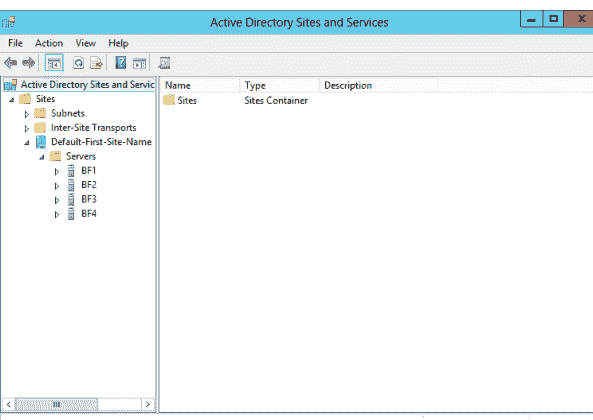 Active Directory Sites and Services
File Action View Help
Active Directory Sites and Servic
Sites
Subnets
Inter-Site Transports
Default-First-Site-Name
Servers
BF1
BF2
BF3
BF4
Name Type Description
Sites Sites Container